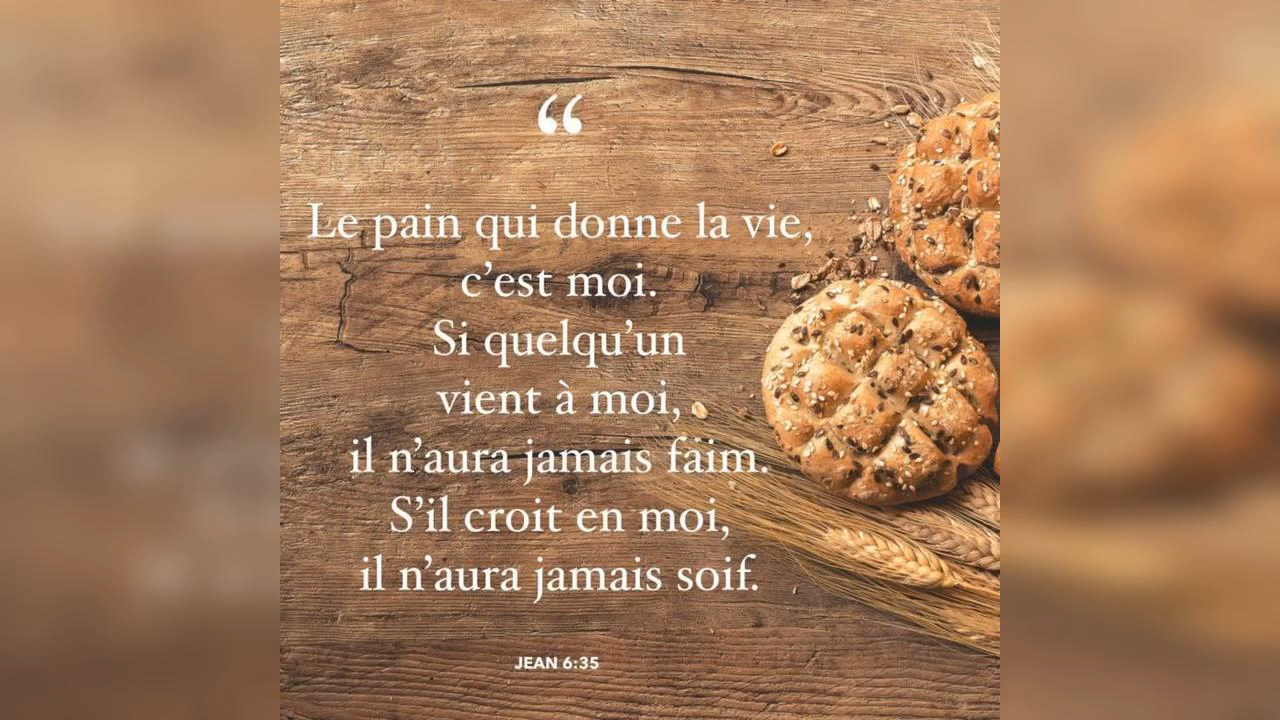 “
Le pain qui donne la vie,
c’est moi.
Si quelqu’un
vient à moi,
il n’aura jamais faim.
S’il croit en moi,
il n’aura jamais soif.
JEAN 6:35